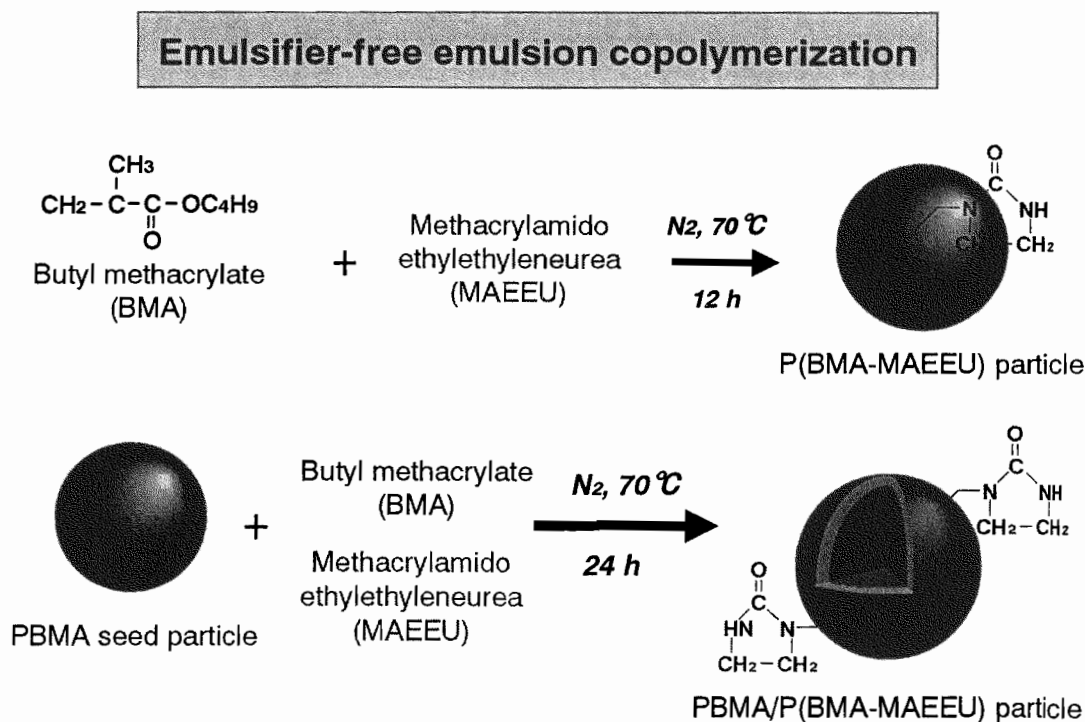 Emulsifier-free emulsion copolymerization
CH3
CH2–C–C–OC4H9
O
Butyl methacrylate
(BMA)
+
Methacrylamido
ethylethyleneurea
(MAEEU)
N2, 70℃
12 h
O
C
N
NH
CH2
P(BMA-MAEEU) particle
PBMA seed particle
+
Butyl methacrylate
(BMA)
Methacrylamido
ethylethyleneurea
(MAEEU)
N2, 70℃
24 h
O
C
N
NH
CH2–CH2
O
C
HN
N
CH2–CH2
PBMA/P(BMA-MAEEU) particle